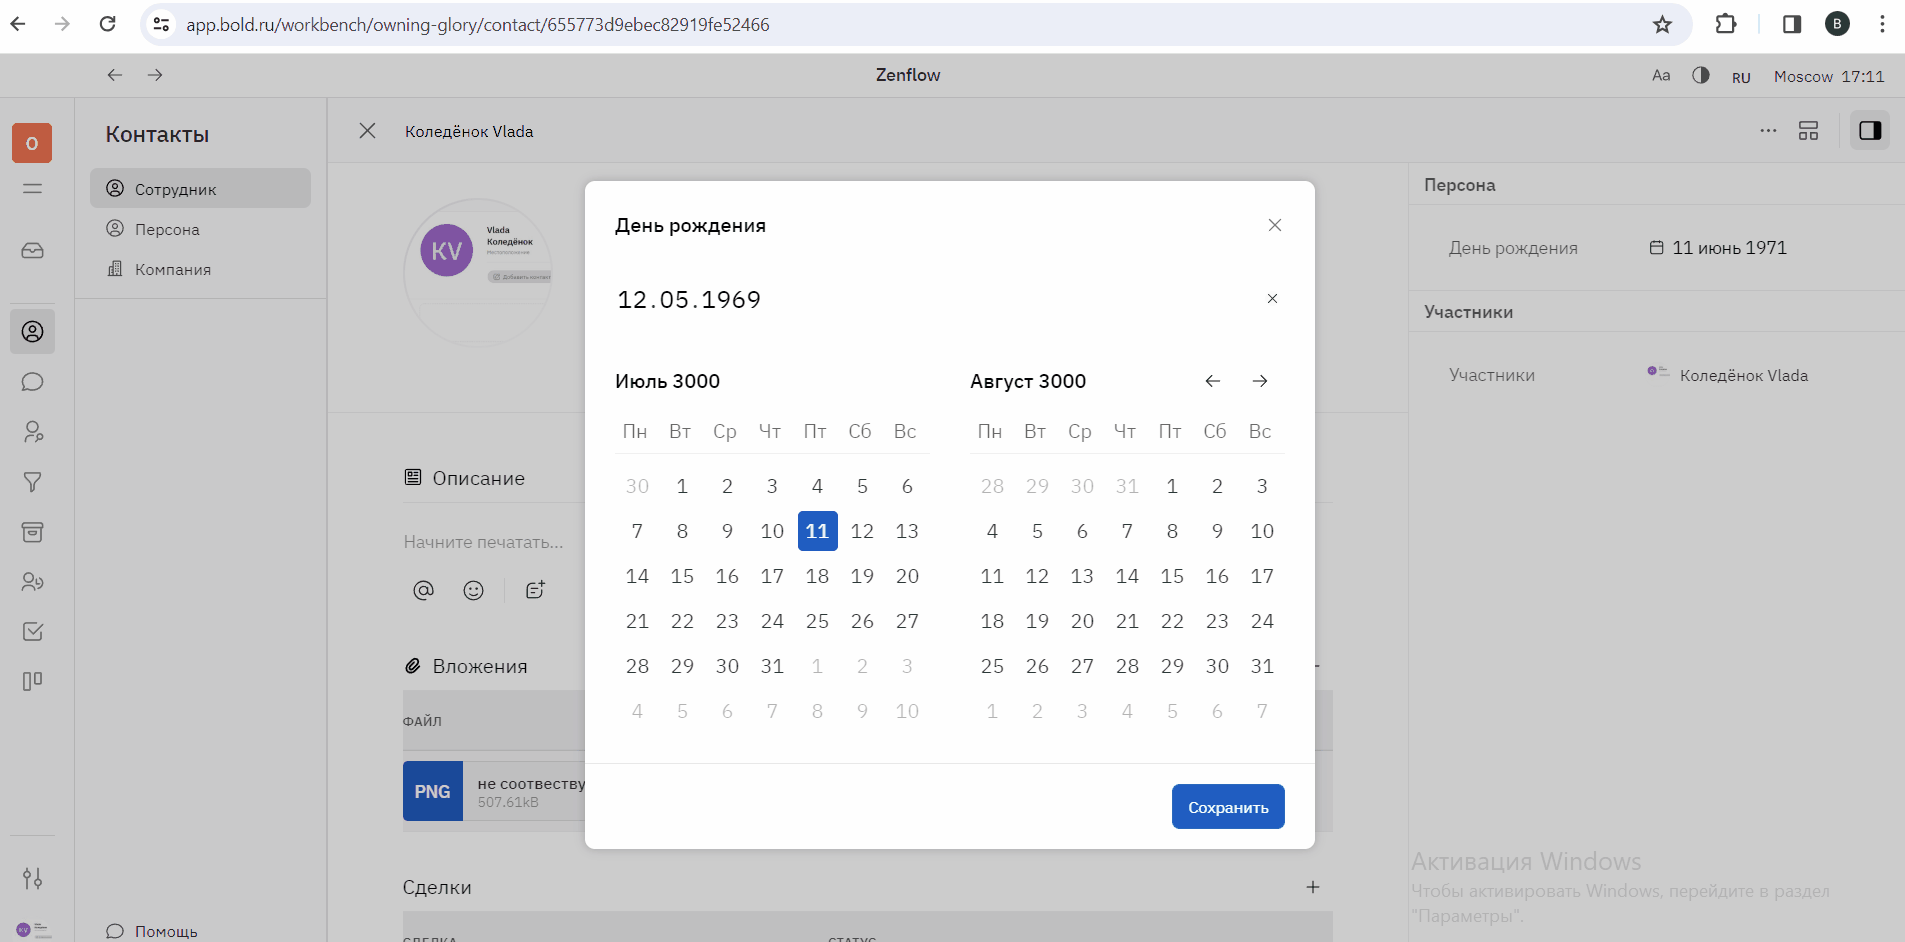 app.bold.ru/workbench/owning-glory/contact/655773d9ebec82919fe52466
B
Zenflow
Aa
RU
Moscow 17:11
O
Контакты
Сотрудник
Персона
Компания
Помощь
Коледёнок Vlada
KV
Vlada
Коледёнок
Местоположение
Добавить контакт
Описание
Начните печатать...
Вложения
ФАЙЛ
PNG
не соотвествy
507.61kB
Сделки
СДЕЛКА
СТАТУС
День рождения
12.05.1969
Июль 3000
Пн Вт Ср Чт Пт Сб Вс
30 1 2 3 4 5 6
7 8 9 10 11 12 13
14 15 16 17 18 19 20
21 22 23 24 25 26 27
28 29 30 31 1 2 3
4 5 6 7 8 9 10
Август 3000
Пн Вт Ср Чт Пт Сб Вс
28 29 30 31 1 2 3
4 5 6 7 8 9 10
11 12 13 14 15 16 17
18 19 20 21 22 23 24
25 26 27 28 29 30 31
1 2 3 4 5 6 7
Сохранить
Персона
День рождения
11 июнь 1971
Участники
Участники
Коледёнок Vlada
Активация Windows
Чтобы активировать Windows, перейдите в раздел
"Параметры".